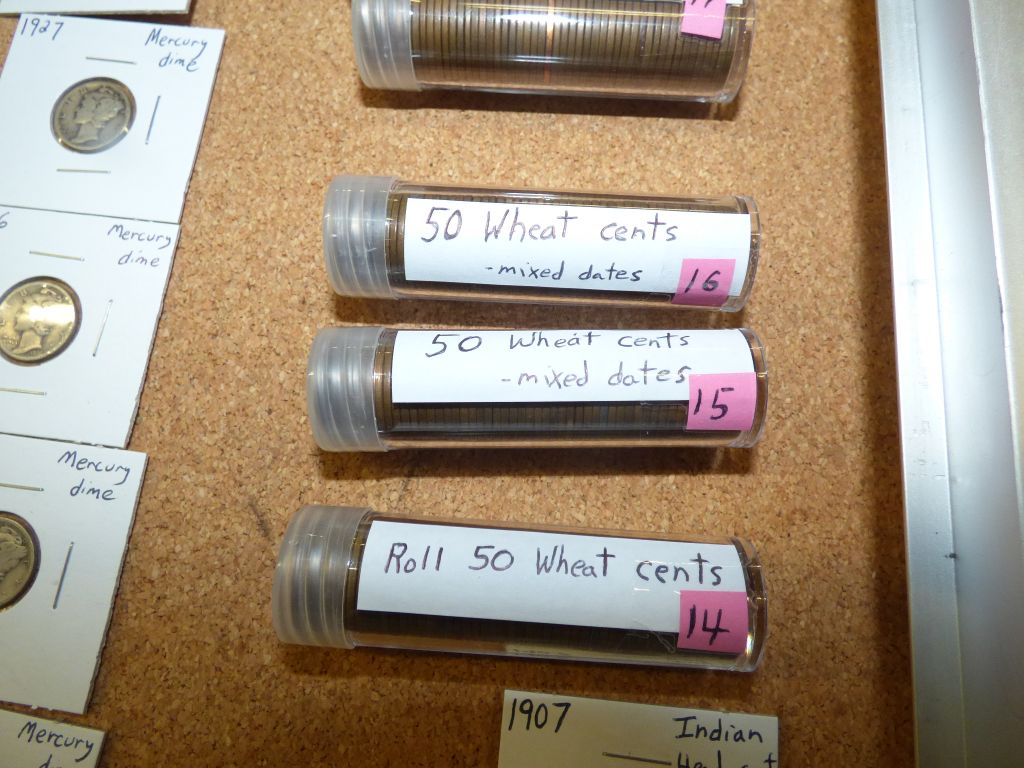 1927
Mercury
dime
6
Mercury
dime
Mercury
dime
Mercury
50 Wheat cents
-mixed dates
16
50 Wheat cents
-mixed dates
15
Roll 50 Wheat cents
14
1907
Indian